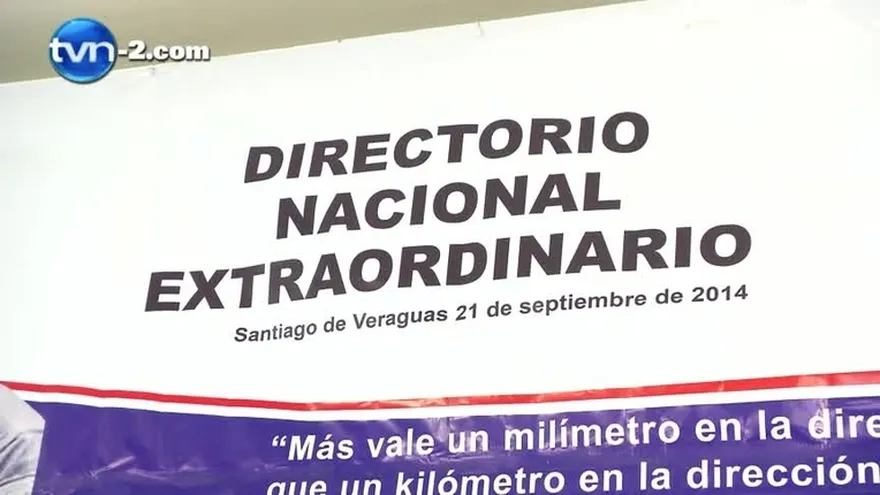 tvn-2.com
DIRECTORIO
NACIONAL
EXTRAORDINARIO
Santiago de Veraguas 21 de septiembre de 2014
“Más vale un milímetro en la dire
que un kilómetro en la dirección